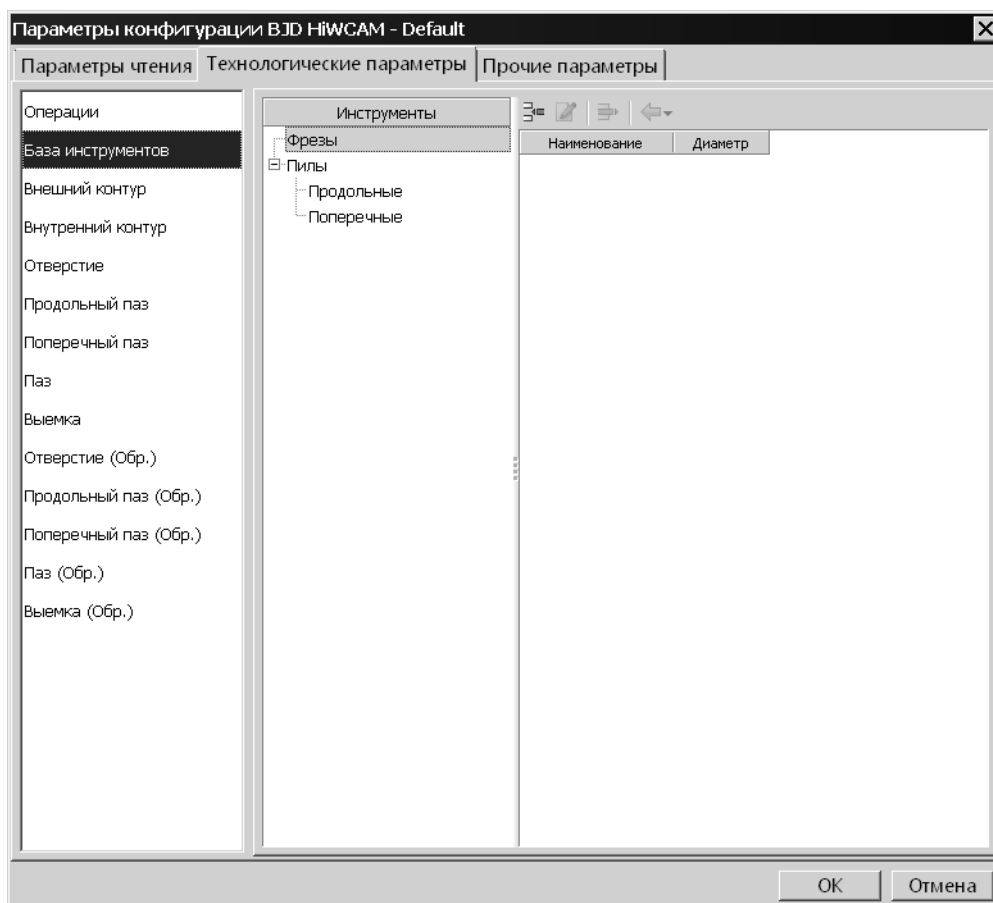 Параметры конфигурации BJD HiWCAM - Default
Параметры чтения Технологические параметры Прочие параметры
Операции
База инструментов
Внешний контур
Внутренний контур
Отверстие
Продольный паз
Поперечный паз
Паз
Выемка
Отверстие (Обр.)
Продольный паз (Обр.)
Поперечный паз (Обр.)
Паз (Обр.)
Выемка (Обр.)
Инструменты
Фрезы
Пилы
Продольные
Поперечные
Наименование Диаметр
OK Отмена